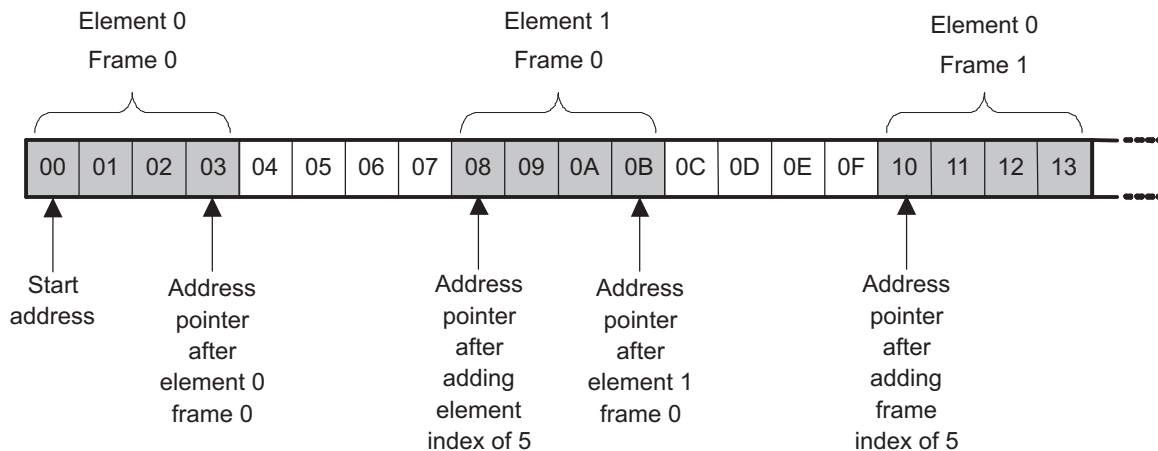 Element 0
Frame 0
Element 1
Frame 0
Element 0
Frame 1
00 01 02 03 04 05 06 07 08 09 0A 0B 0C 0D 0E 0F 10 11 12 13
Start
address
Address
pointer
after
element 0
frame 0
Address
pointer
after
adding
element
index of 5
Address
pointer
after
element 1
frame 0
Address
pointer
after
adding
frame
index of 5